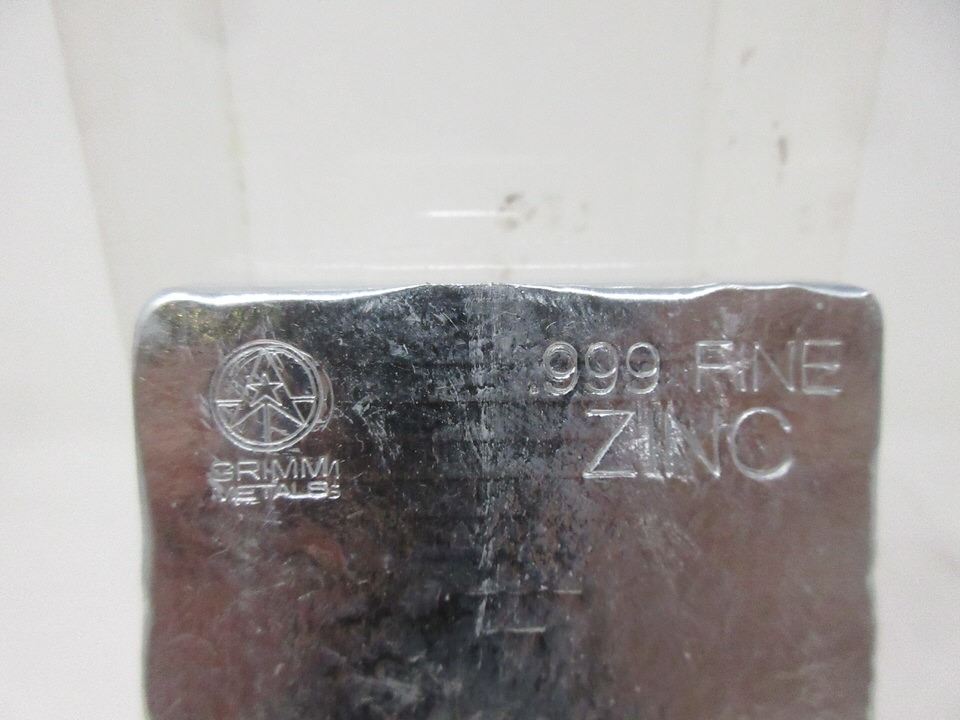 GRIMM
METALS
.999 FINE
ZINC